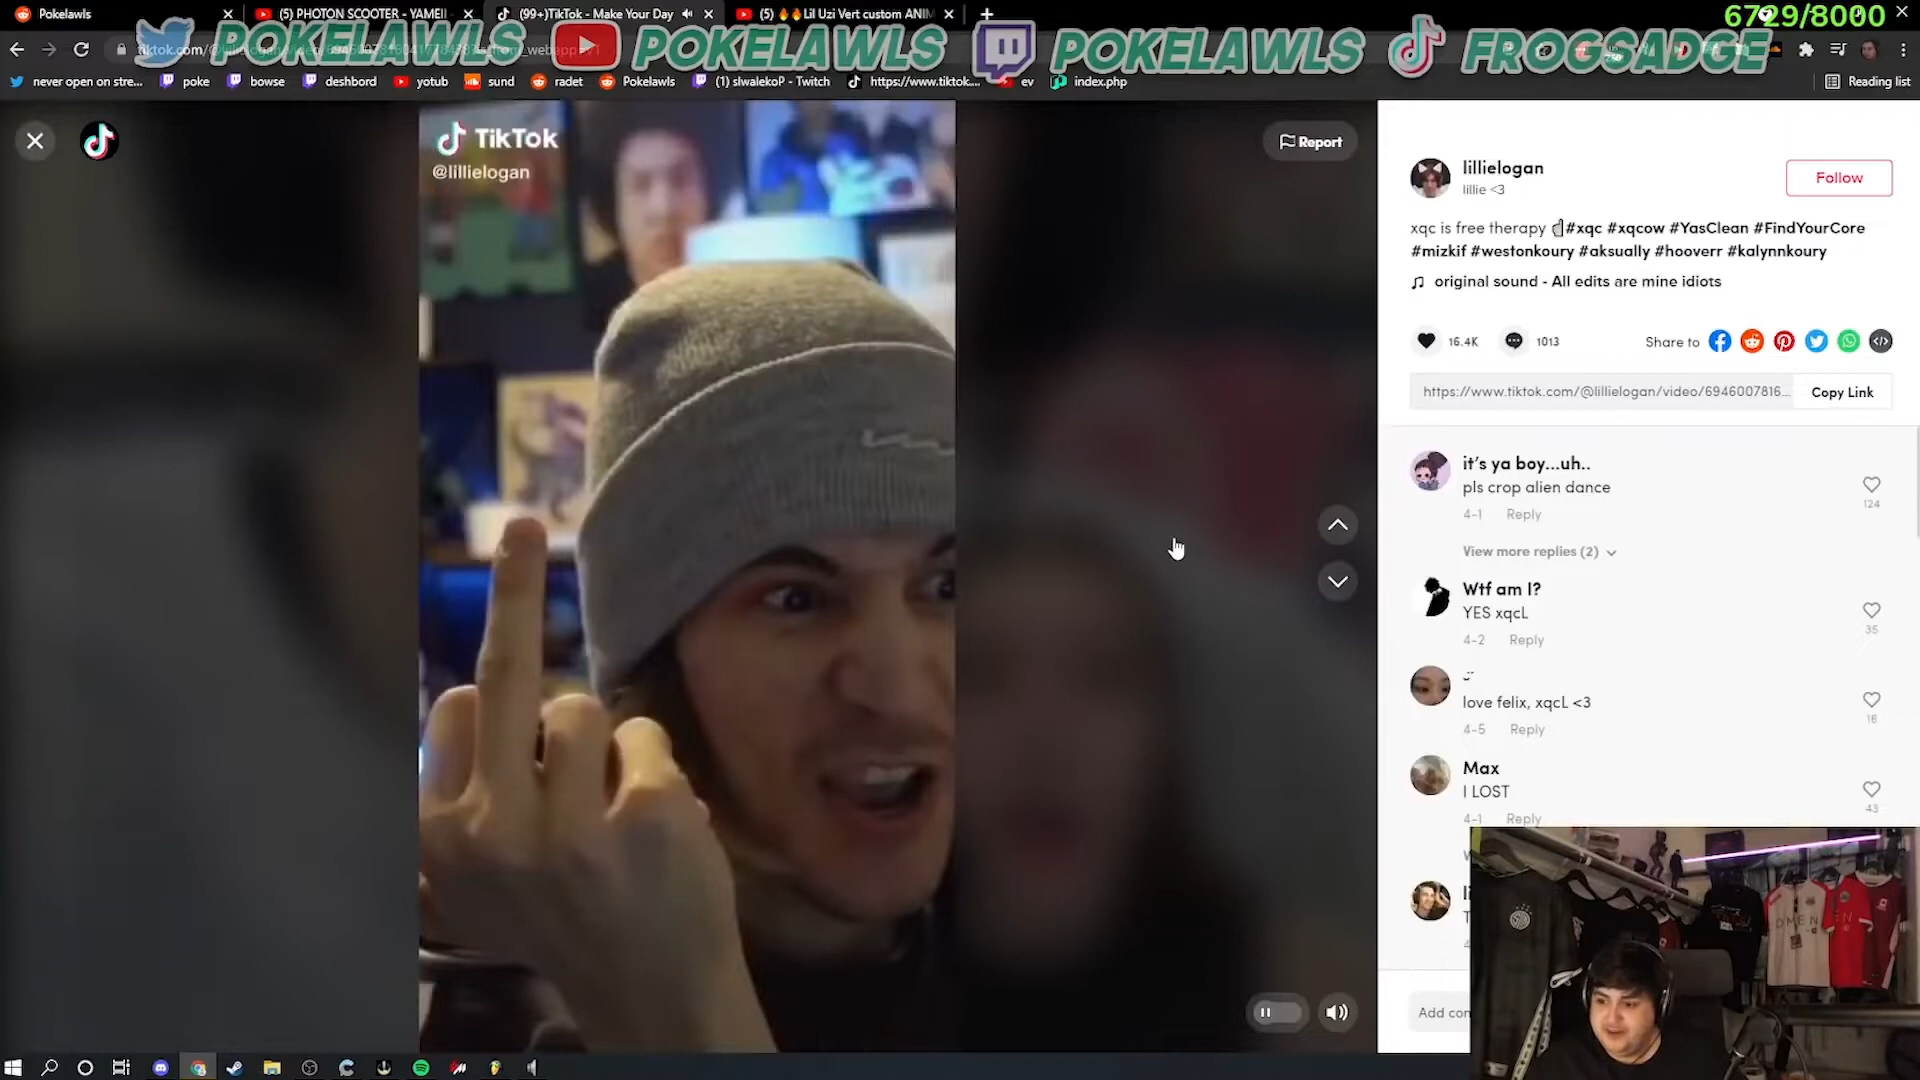 Pokelawls
(5) PHOTON SCOOTER - YAMEII
(99+)TikTok - Make Your Day
(5) 🔥🔥Lil Uzi Vert custom ANIM
6729/8000
POKELAWLS
POKELAWLS
POKELAWLS
FROGSADGE
never open on stre...
poke
bowse
deshbord
yotub
sund
radet
Pokelawls
(1) slwalekoP - Twitch
https://www.tiktok....
ev
index.php
Reading list
TikTok
@lillielogan
Report
lillielogan
lillie <3
Follow
xqc is free therapy #xqc #xqcow #YasClean #FindYourCore
#mizkif #westonkoury #aksually #hooverr #kalynnkoury
original sound - All edits are mine idiots
16.4K
1013
Share to
https://www.tiktok.com/@lillielogan/video/6946007816...
Copy Link
it's ya boy...uh..
pls crop alien dance
4-1 Reply
124
View more replies (2)
Wtf am I?
YES xqcL
4-2 Reply
35
love felix, xqcL <3
4-5 Reply
16
Max
I LOST
4-1 Reply
43
Add con